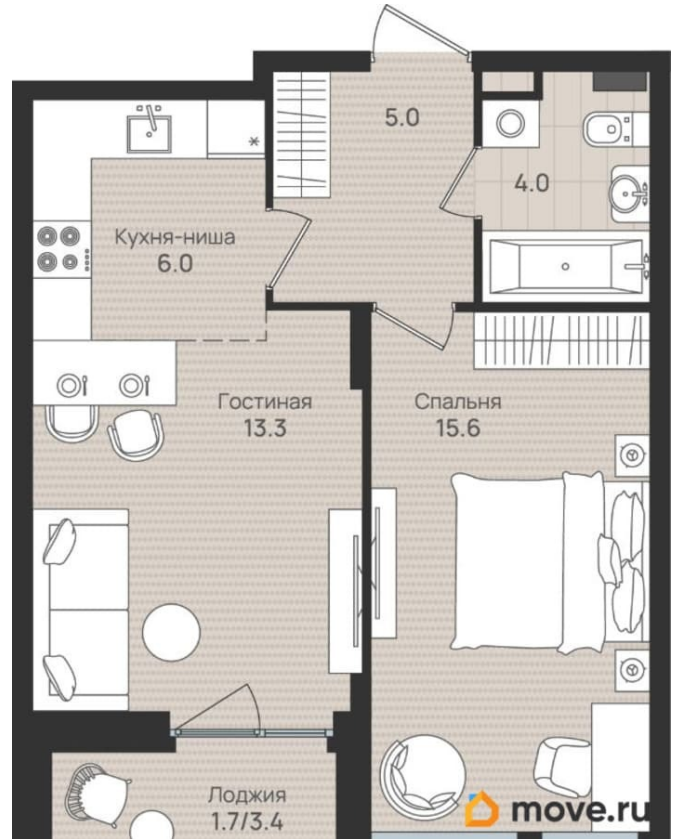 5.0
4.0
Кухня-ниша
6.0
Гостиная
13.3
Спальня
15.6
Лоджия
1.7/3.4
move.ru